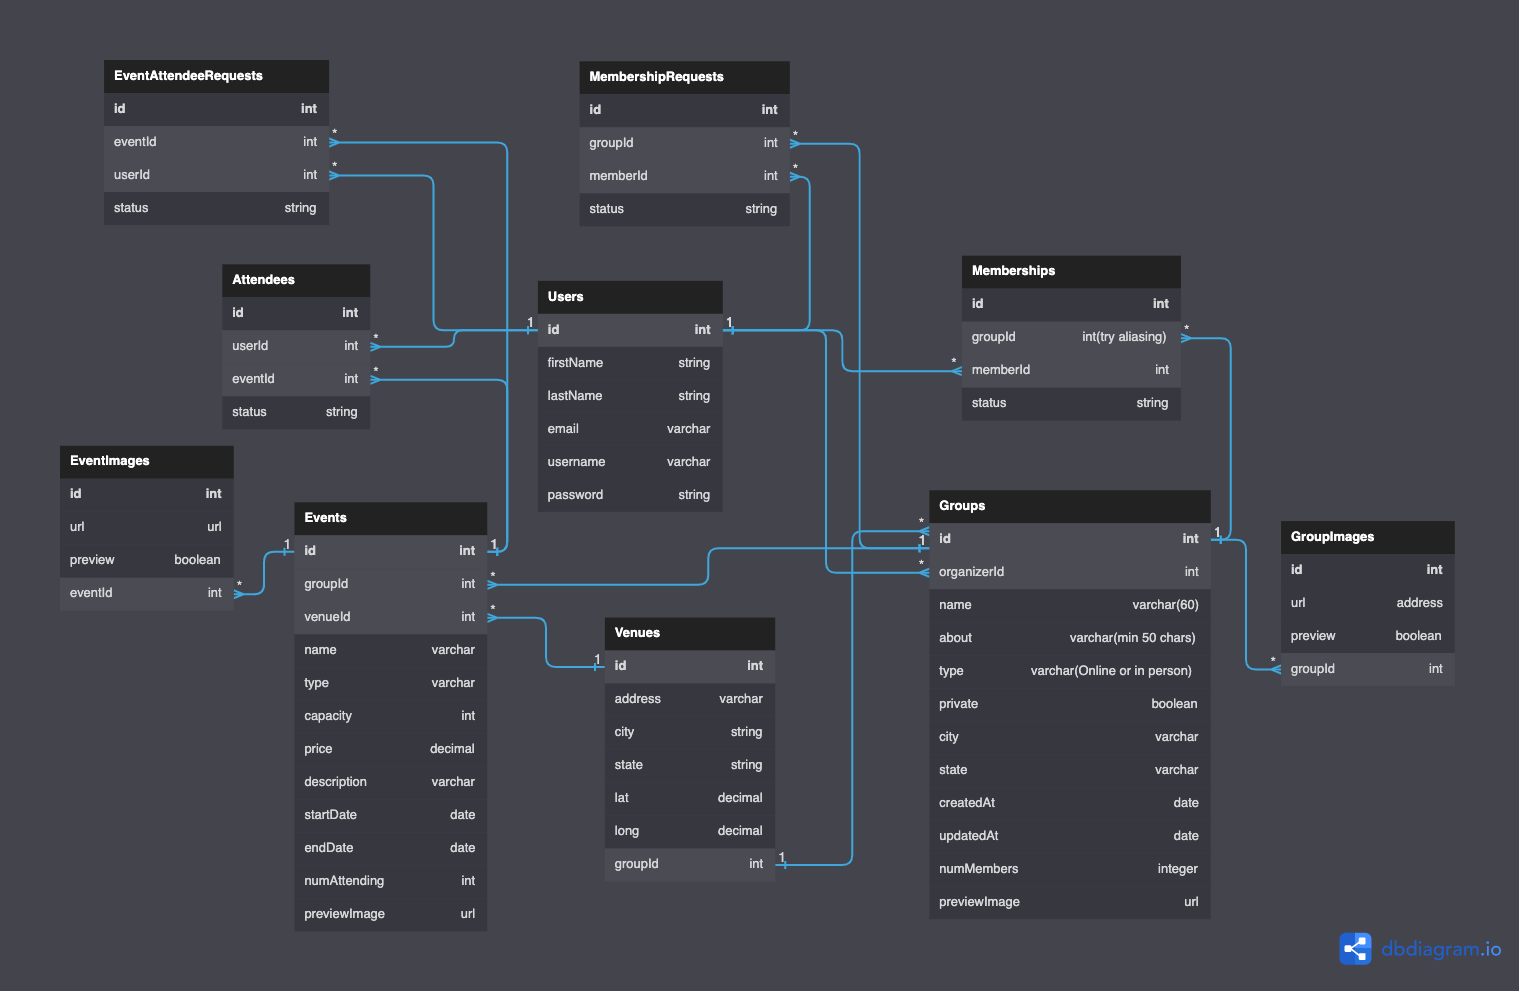 EventAttendeeRequests
id int
eventId int *
userId int *
status string
MembershipRequests
id int
groupId int *
memberId int *
status string
Attendees
id int
userId int *
eventId int *
status string
Users
1 id int 1
firstName string
lastName string
email varchar
username varchar
password string
Memberships
id int
groupId int(try aliasing) *
* memberId int
status string
EventImages
id int
url url
preview boolean
eventId int *
Events
1 id int 1
groupId int *
venueId int *
name varchar
type varchar
capacity int
price decimal
description varchar
startDate date
endDate date
numAttending int
previewImage url
Venues
1 id int
address varchar
city string
state string
lat decimal
long decimal
groupId int 1
Groups
* 1 id int 1
* organizerId int
name varchar(60)
about varchar(min 50 chars)
type varchar(Online or in person)
private boolean
city varchar
state varchar
createdAt date
updatedAt date
numMembers integer
previewImage url
GroupImages
id int
url address
preview boolean
* groupId int
dbdiagram.io